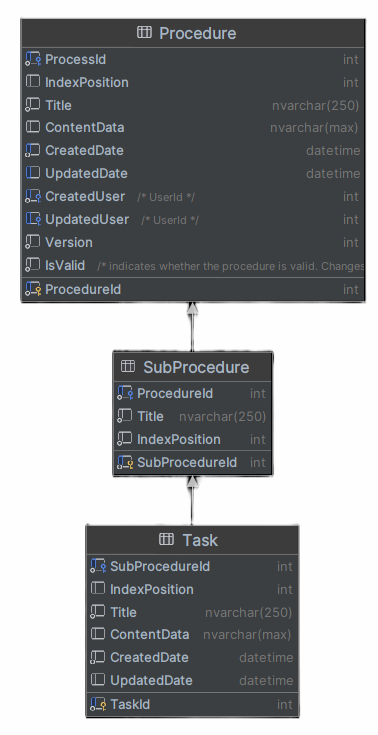 Procedure
ProcessId int
IndexPosition int
Title nvarchar(250)
ContentData nvarchar(max)
CreatedDate datetime
UpdatedDate datetime
CreatedUser /* UserId */ int
UpdatedUser /* UserId */ int
Version int
IsValid /* indicates whether the procedure is valid. Changes
ProcedureId int
SubProcedure
ProcedureId int
Title nvarchar(250)
IndexPosition int
SubProcedureId int
Task
SubProcedureId int
IndexPosition int
Title nvarchar(250)
ContentData nvarchar(max)
CreatedDate datetime
UpdatedDate datetime
TaskId int